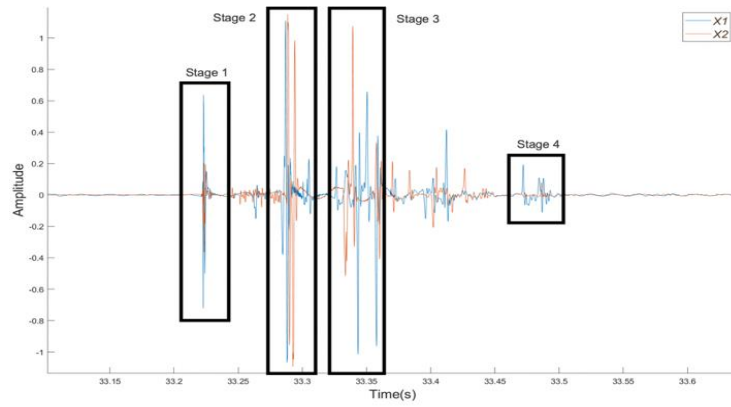 Stage 2
Stage 3
X1
X2
Stage 1
Stage 4
1
0.8
0.6
0.4
0.2
0
-0.2
-0.4
-0.6
-0.8
-1
Amplitude
33.15
33.2
33.25
33.3
33.35
33.4
33.45
33.5
33.55
33.6
Time(s)